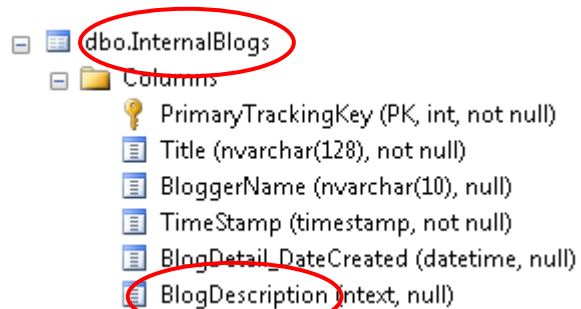 dbo.InternalBlogs
Columns
PrimaryTrackingKey (PK, int, not null)
Title (nvarchar(128), not null)
BloggerName (nvarchar(10), null)
TimeStamp (timestamp, not null)
BlogDetail_DateCreated (datetime, null)
BlogDescription (ntext, null)